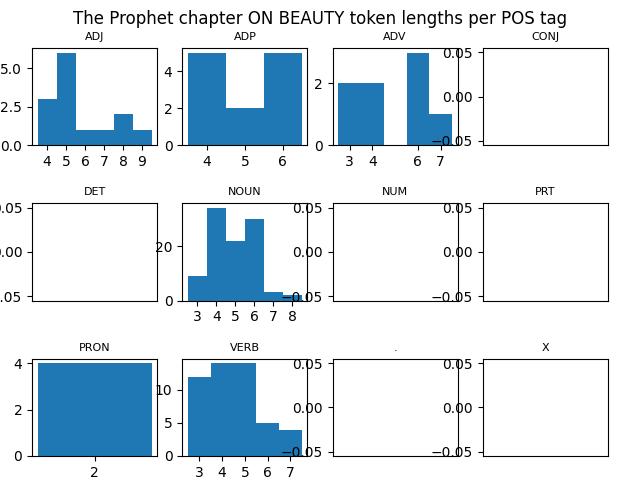 The Prophet chapter ON BEAUTY token lengths per POS tag
ADJ ADP ADV CONJ
5.0 2.5 0.0 4 5 6 7 8 9
4 2 0 4 5 6
2 0 3 4 6 7
0.05 0.00 −0.05
DET NOUN NUM PRT
0.05 0.00 0.05
20 0 3 4 5 6 7 8
0.05 0.00 −0.05
0.05 0.00 −0.05
PRON VERB . X
4 2 0 2
10 5 0 3 4 5 6 7
0.05 0.00 −0.05
0.05 0.00 −0.05